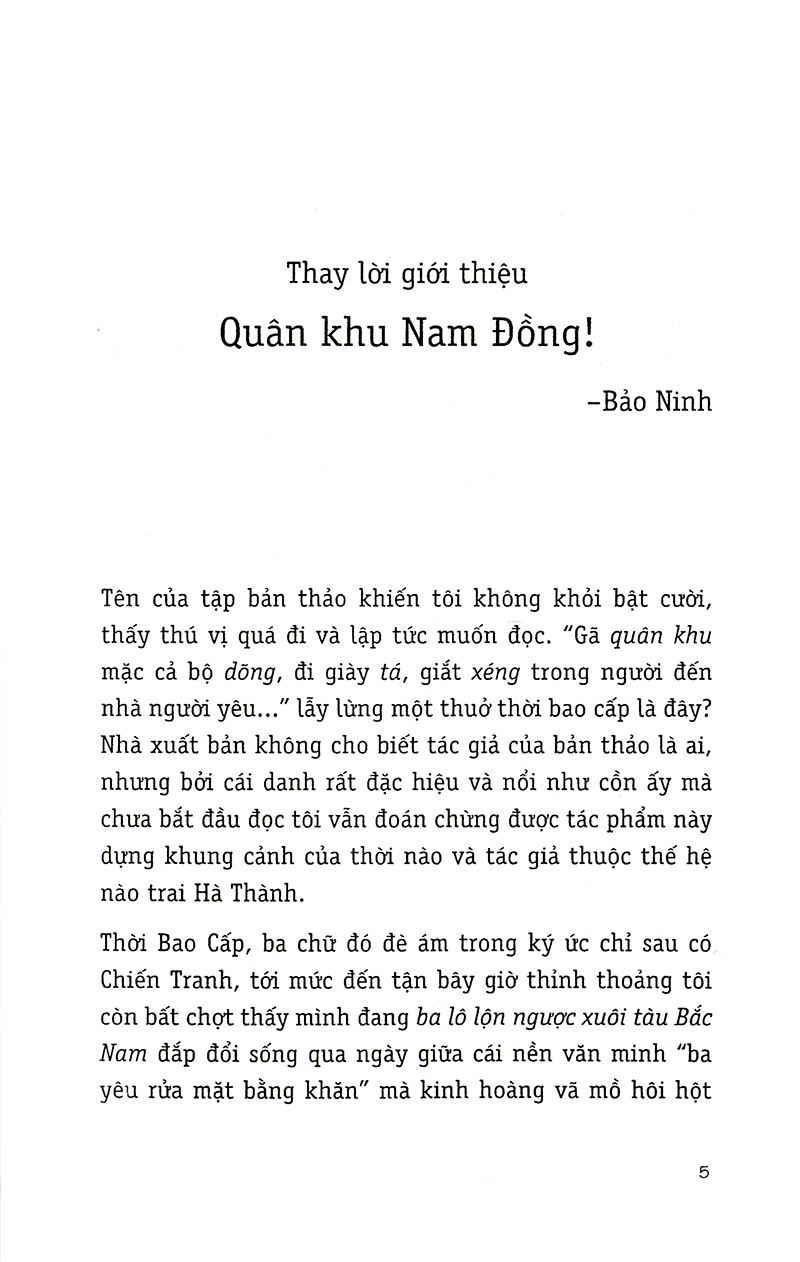 Thay lời giới thiệu
Quân khu Nam Đồng!
–Bảo Ninh
Tên của tập bản thảo khiến tôi không khỏi bật cười,
thấy thú vị quá đi và lập tức muốn đọc. “Gã quân khu
mặc cả bộ dõng, đi giày tá, giắt xéng trong người đến
nhà người yêu...” lẫy lừng một thuở thời bao cấp là đây?
Nhà xuất bản không cho biết tác giả của bản thảo là ai,
nhưng bởi cái danh rất đặc hiệu và nổi như cồn ấy mà
chưa bắt đầu đọc tôi vẫn đoán chừng được tác phẩm này
dựng khung cảnh của thời nào và tác giả thuộc thế hệ
nào trai Hà Thành.
Thời Bao Cấp, ba chữ đó đè ám trong ký ức chỉ sau có
Chiến Tranh, tới mức đến tận bây giờ thỉnh thoảng tôi
còn bất chợt thấy mình đang ba lô lộn ngược xuôi tàu Bắc
Nam đắp đổi sống qua ngày giữa cái nền văn minh “ba
yêu rửa mặt bằng khăn” mà kinh hoàng vã mồ hôi hột
5